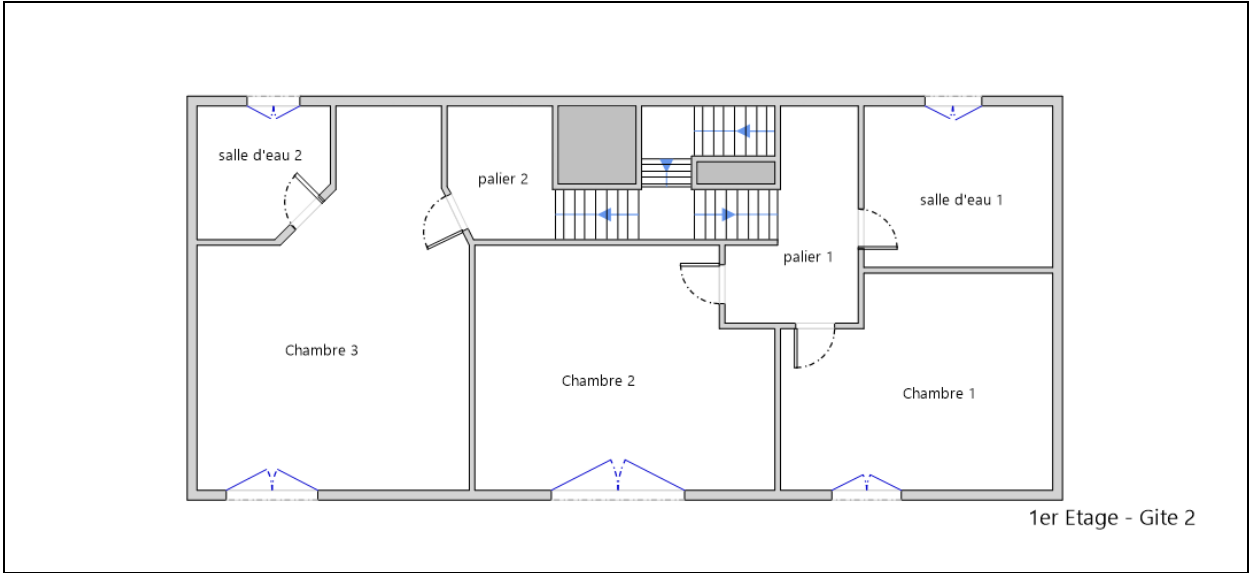 salle d'eau 2
palier 2
salle d'eau 1
palier 1
Chambre 3
Chambre 2
Chambre 1
1er Etage - Gite 2